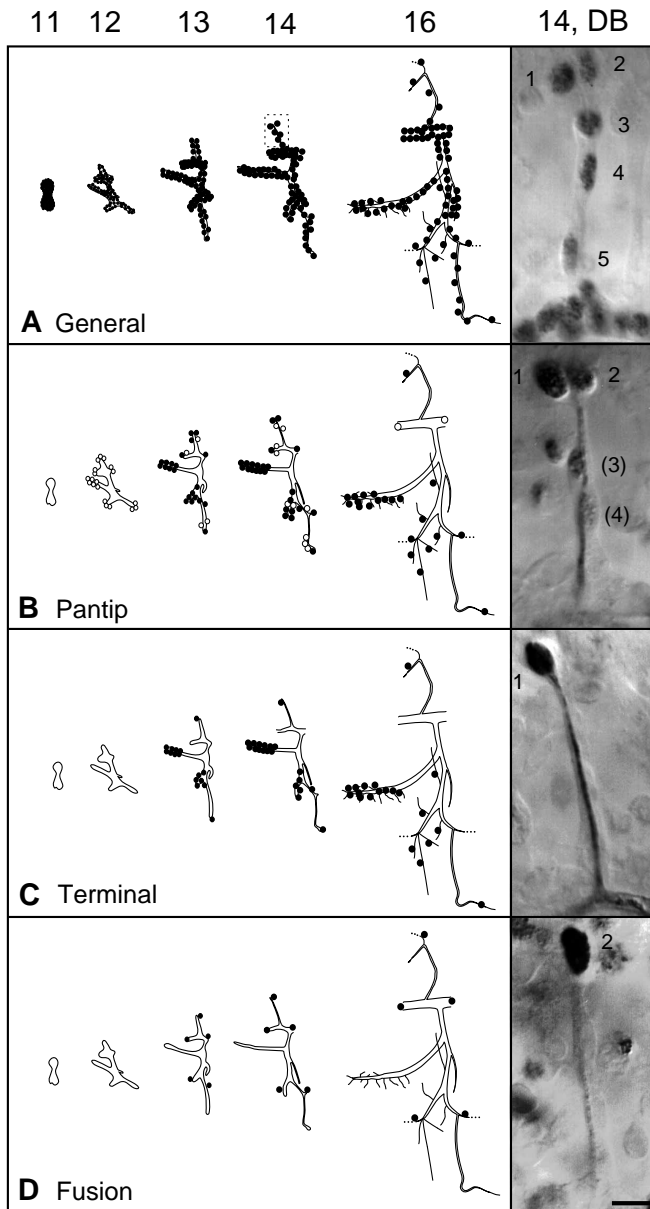 11 12 13 14 16 14, DB
1 2
3
4
5
A General
1 2
(3)
(4)
B Pantip
1
C Terminal
2
D Fusion